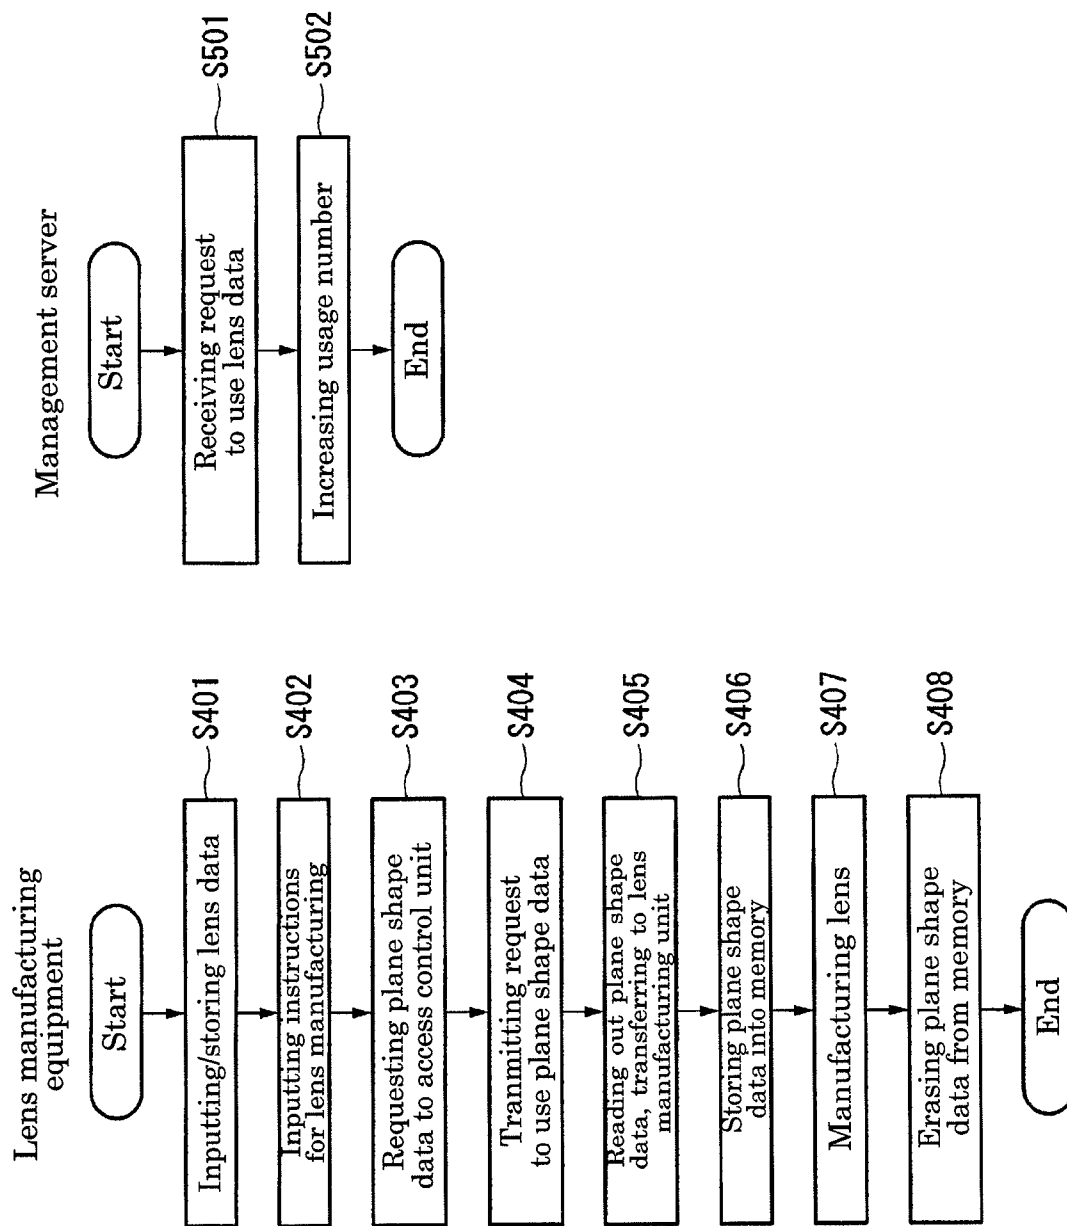 Lens manufacturing
equipment
Start
Inputing/storing lens data
S401
Inputting instructions
for lens manufacturing
S402
Requesting plane shape
data to access control unit
S403
Tranmitting request
to use plane shape data
S404
Reading out plane shape
data, transferring to lens
manufacturing unit
S405
Storing plane shape
data into memory
S406
Manufacturing lens
S407
Erasing plane shape
data from memory
S408
End
Management server
Start
Receiving request
to use lens data
S501
Increasing usage number
S502
End